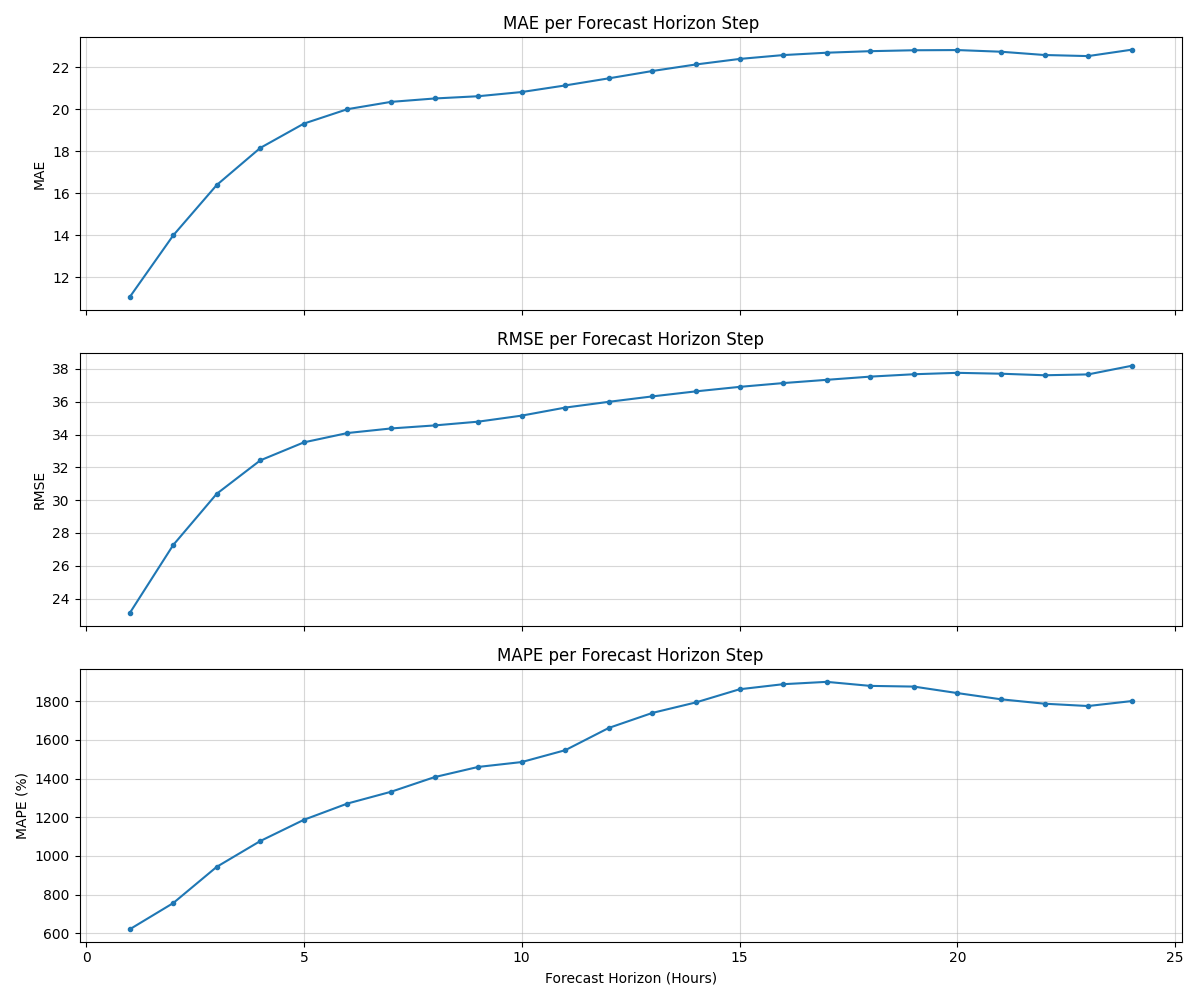 MAE per Forecast Horizon Step
MAE
22
20
18
16
14
12
RMSE per Forecast Horizon Step
RMSE
38
36
34
32
30
28
26
24
MAPE per Forecast Horizon Step
MAPE (%)
1800
1600
1400
1200
1000
800
600
0 5 10 15 20 25
Forecast Horizon (Hours)